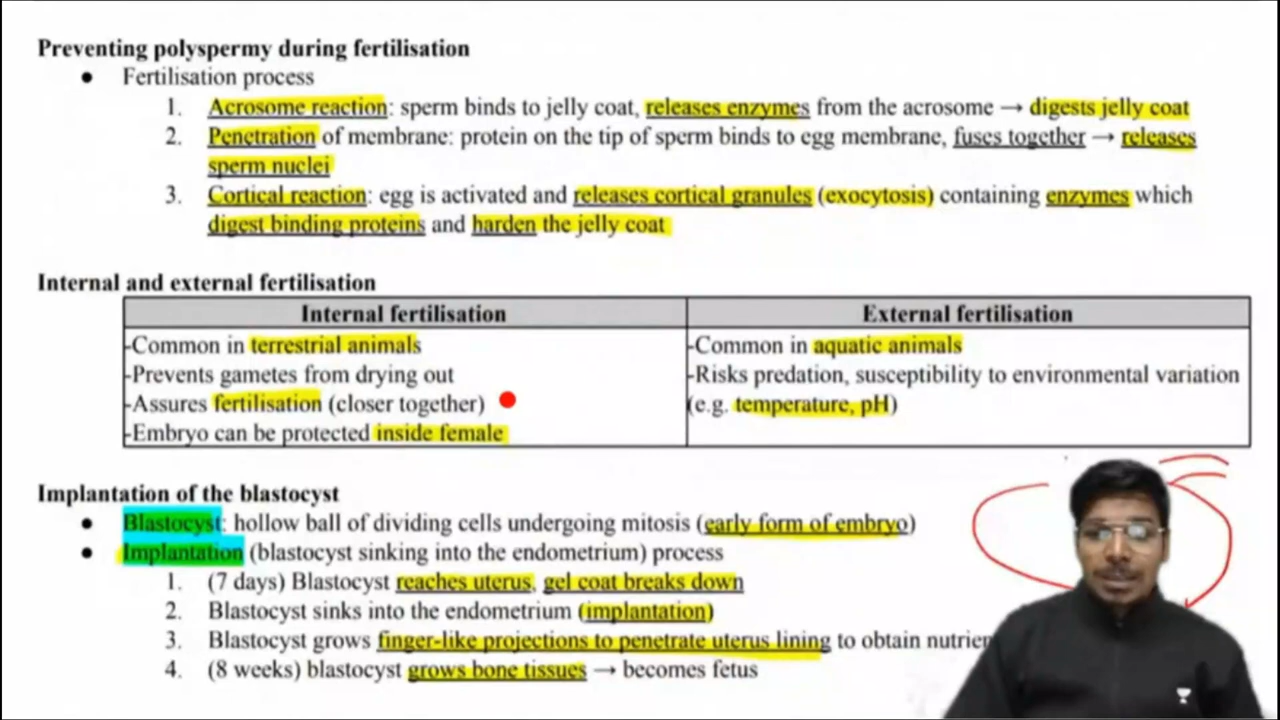 Preventing polyspermy during fertilisation
● Fertilisation process
1. Acrosome reaction: sperm binds to jelly coat, releases enzymes from the acrosome → digests jelly coat
2. Penetration of membrane: protein on the tip of sperm binds to egg membrane, fuses together → releases
sperm nuclei
3. Cortical reaction: egg is activated and releases cortical granules (exocytosis) containing enzymes which
digest binding proteins and harden the jelly coat
Internal and external fertilisation
Internal fertilisation
-Common in terrestrial animals
-Prevents gametes from drying out
-Assures fertilisation (closer together)
-Embryo can be protected inside female
External fertilisation
-Common in aquatic animals
-Risks predation, susceptibility to environmental variation
(e.g. temperature, pH)
Implantation of the blastocyst
● Blastocyst: hollow ball of dividing cells undergoing mitosis (early form of embryo)
● Implantation (blastocyst sinking into the endometrium) process
1. (7 days) Blastocyst reaches uterus, gel coat breaks down
2. Blastocyst sinks into the endometrium (implantation)
3. Blastocyst grows finger-like projections to penetrate uterus lining to obtain
4. (8 weeks) blastocyst grows bone tissues → becomes fetus